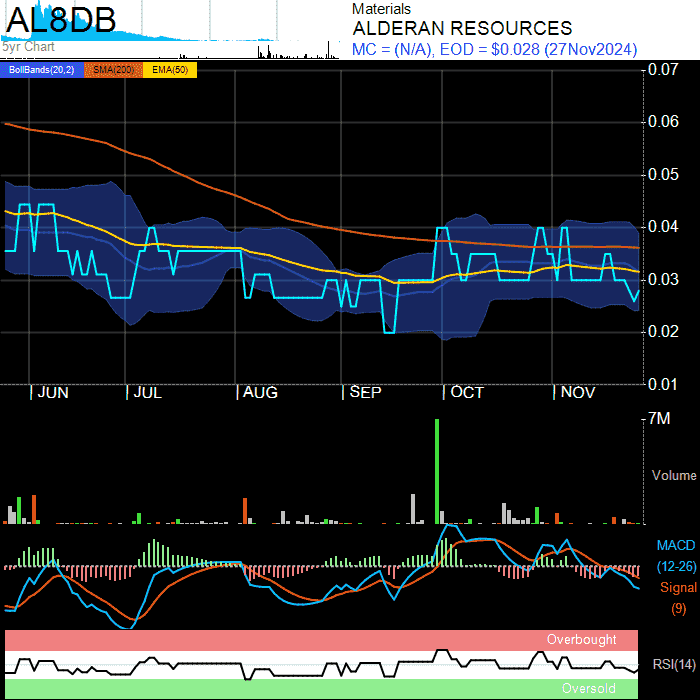 AL8DB
5yr Chart
Materials
ALDERAN RESOURCES
MC = (N/A), EOD = $0.028 (27Nov2024)
BollBands(20,2) SMA(200) EMA(50)
0.07
0.06
0.05
0.04
0.03
0.02
0.01
JUN JUL AUG SEP OCT NOV
7M
Volume
MACD
(12-26)
Signal
(9)
Overbought
RSI(14)
Oversold